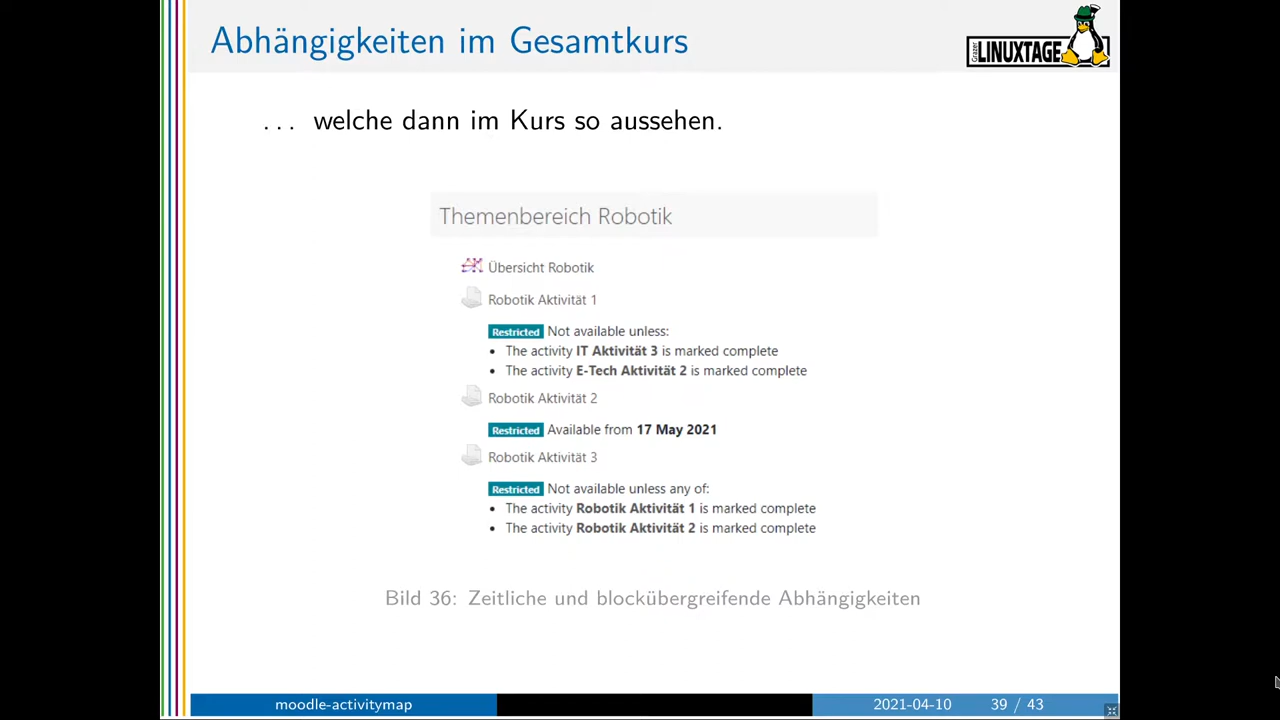 Abhängigkeiten im Gesamtkurs
Grazer LINUXTAGE
... welche dann im Kurs so aussehen.
Themenbereich Robotik
Übersicht Robotik
Robotik Aktivität 1
Restricted Not available unless:
• The activity IT Aktivität 3 is marked complete
• The activity E-Tech Aktivität 2 is marked complete
Robotik Aktivität 2
Restricted Available from 17 May 2021
Robotik Aktivität 3
Restricted Not available unless any of:
• The activity Robotik Aktivität 1 is marked complete
• The activity Robotik Aktivität 2 is marked complete
Bild 36: Zeitliche und blockübergreifende Abhängigkeiten
moodle-activitymap 2021-04-10 39 / 43